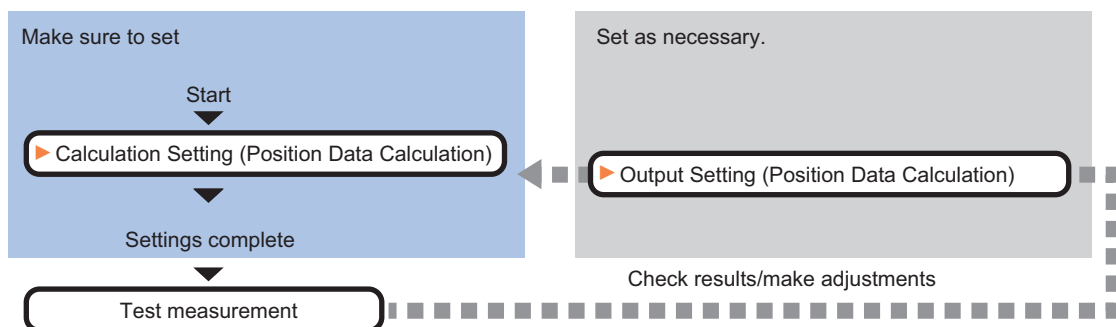 Make sure to set
Start
Calculation Setting (Position Data Calculation)
Settings complete
Test measurement
Set as necessary.
Output Setting (Position Data Calculation)
Check results/make adjustments